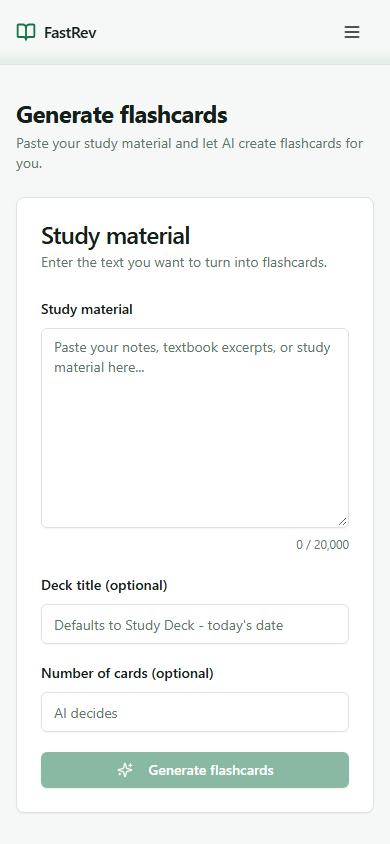 FastRev
Generate flashcards
Paste your study material and let AI create flashcards for
you.
Study material
Enter the text you want to turn into flashcards.
Study material
Paste your notes, textbook excerpts, or study
material here...
0 / 20,000
Deck title (optional)
Defaults to Study Deck - today's date
Number of cards (optional)
AI decides
Generate flashcards